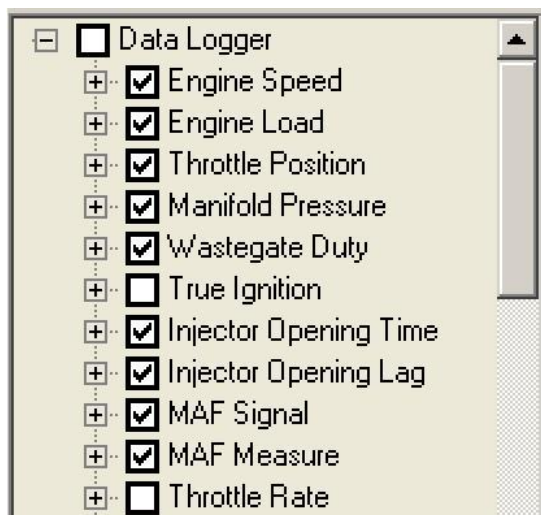 Data Logger
Engine Speed
Engine Load
Throttle Position
Manifold Pressure
Wastegate Duty
True Ignition
Injector Opening Time
Injector Opening Lag
MAF Signal
MAF Measure
Throttle Rate